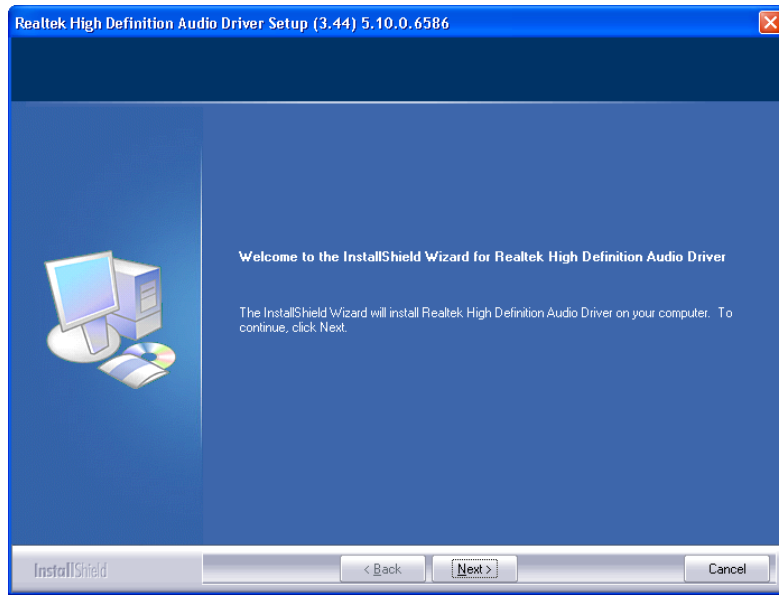 Realtek High Definition Audio Driver Setup (3.44) 5.10.0.6586
Welcome to the InstallShield Wizard for Realtek High Definition Audio Driver
The InstallShield Wizard will install Realtek High Definition Audio Driver on your computer. To
continue, click Next.
InstallShield
< Back
Next >
Cancel